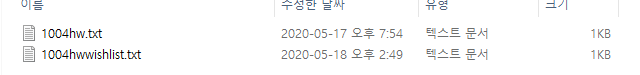 이름 수정한 날짜 유형 크기
1004hw.txt 2020-05-17 오후 7:54 텍스트 문서 1KB
1004hwwishlist.txt 2020-05-18 오후 2:49 텍스트 문서 1KB